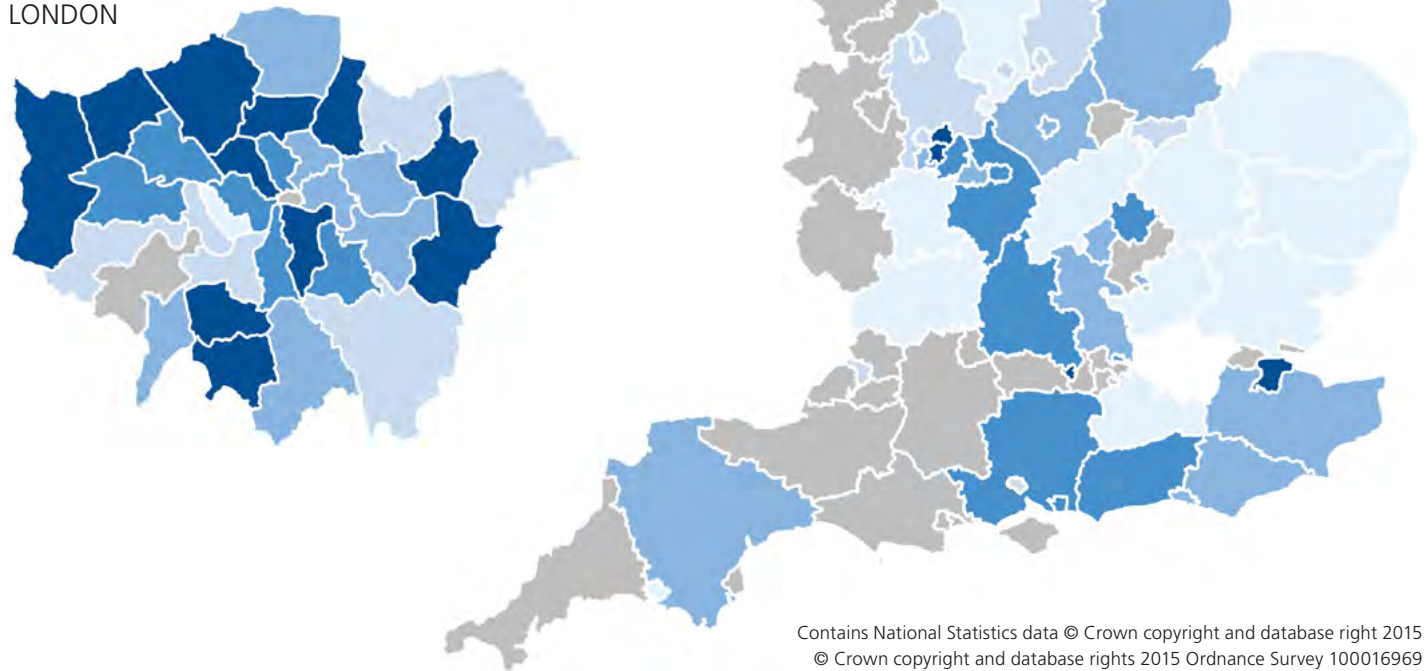 LONDON
Contains National Statistics data © Crown copyright and database right 2015
© Crown copyright and database rights 2015 Ordnance Survey 100016969